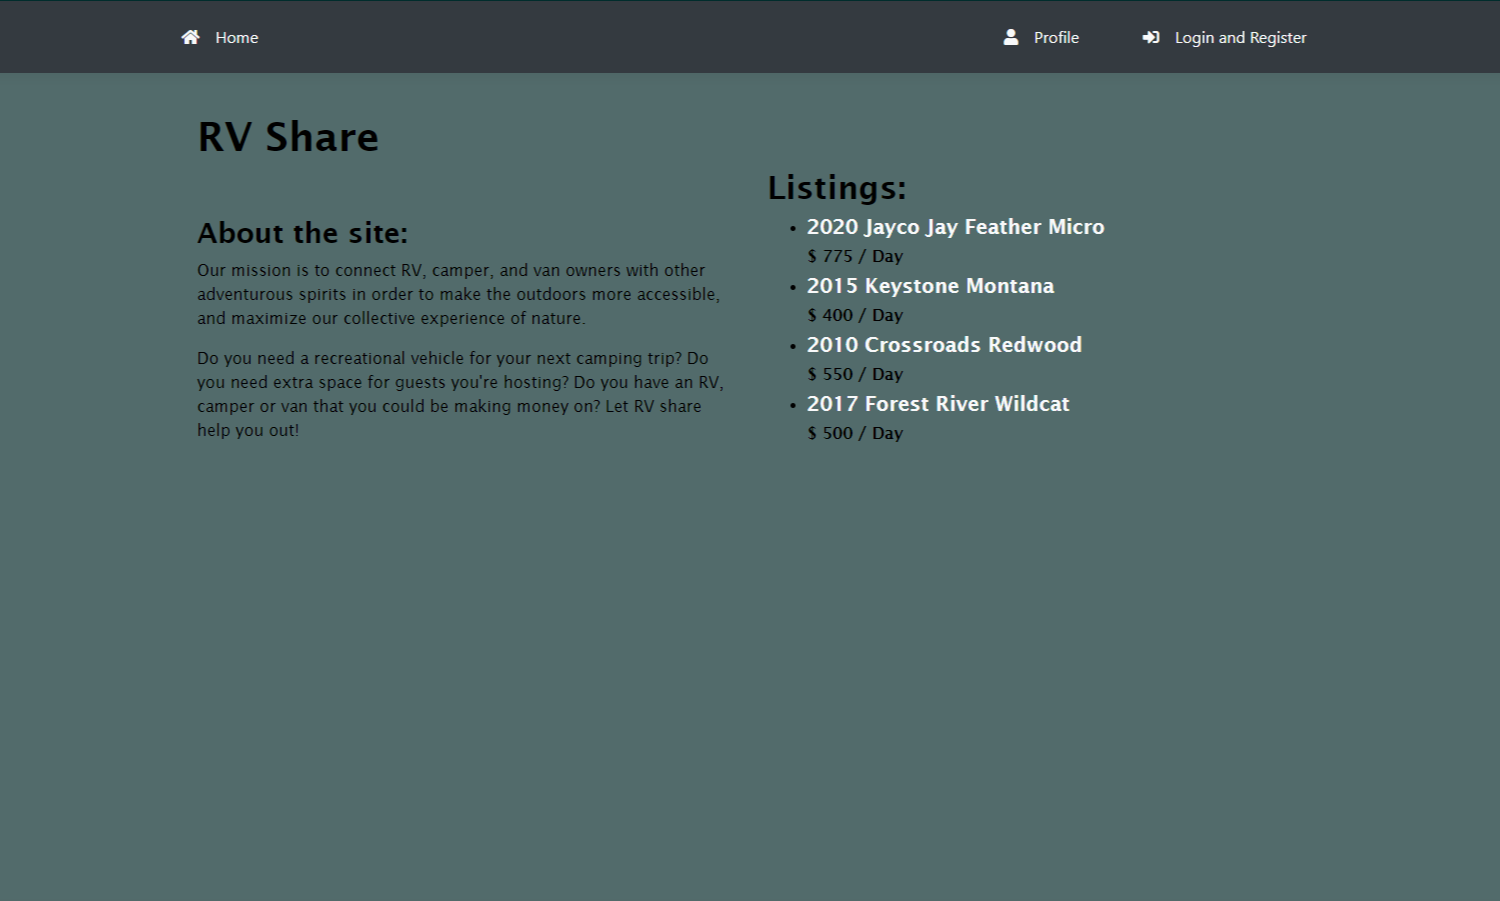 Home
Profile
Login and Register
RV Share
About the site:
Our mission is to connect RV, camper, and van owners with other
adventurous spirits in order to make the outdoors more accessible,
and maximize our collective experience of nature.
Do you need a recreational vehicle for your next camping trip? Do
you need extra space for guests you're hosting? Do you have an RV,
camper or van that you could be making money on? Let RV share
help you out!
Listings:
• 2020 Jayco Jay Feather Micro
$ 775 / Day
• 2015 Keystone Montana
$ 400 / Day
• 2010 Crossroads Redwood
$ 550 / Day
• 2017 Forest River Wildcat
$ 500 / Day